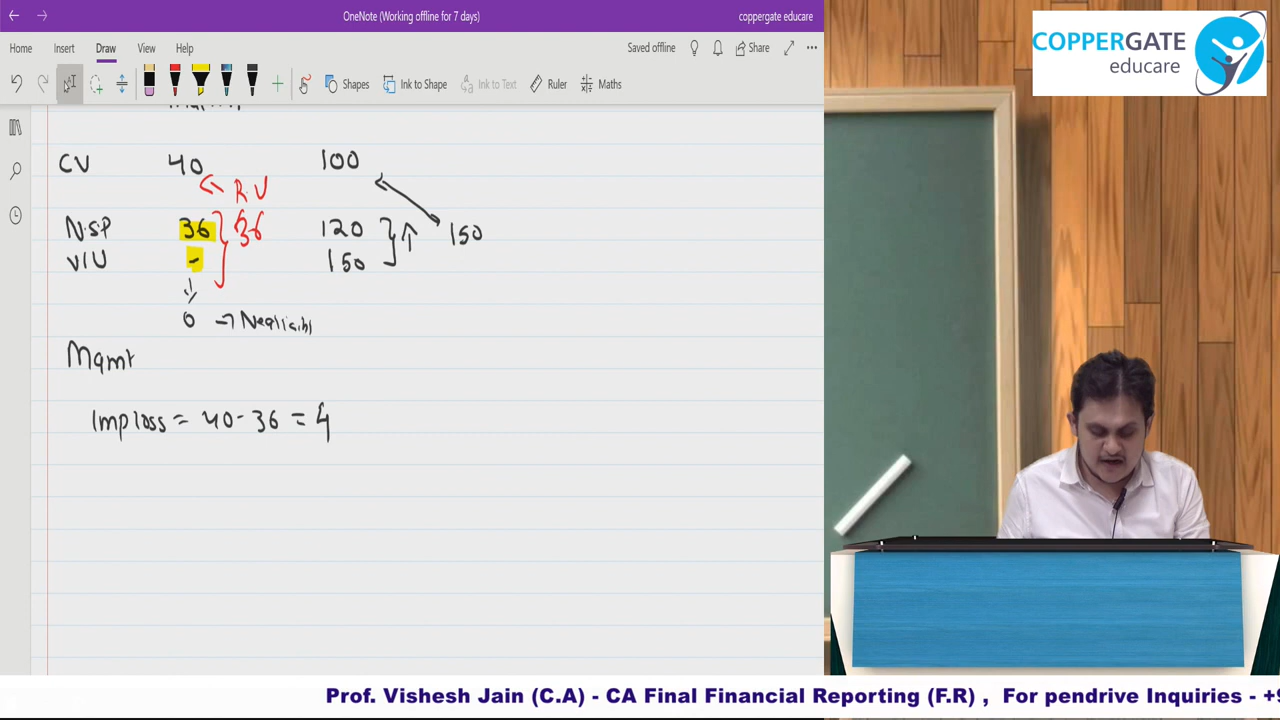 OneNote (Working offline for 7 days)
coppergate educare
Home Insert Draw View Help
Saved offline Share
Shapes Ink to Shape Ink to Text Ruler Maths
COPPERGATE
educare
CV 40 100
R.V
NSP 36 36 120 150
VIU - 150
0 → Negligible
Mgmt
Imp loss = 40 - 36 = 4
Prof. Vishesh Jain (C.A) - CA Final Financial Reporting (F.R) , For pendrive Inquiries - +9